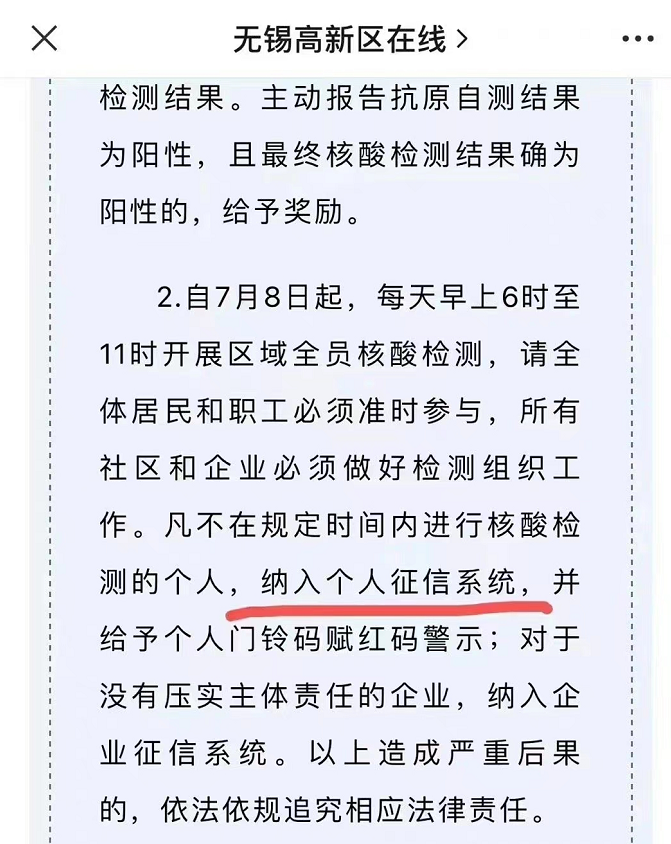 无锡高新区在线
检测结果。主动报告抗原自测结果
为阳性，且最终核酸检测结果确为
阳性的，给予奖励。
2.自7月8日起，每天早上6时至
11时开展区域全员核酸检测，请全
体居民和职工必须准时参与，所有
社区和企业必须做好检测组织工
作。凡不在规定时间内进行核酸检
测的个人，纳入个人征信系统，并
给予个人门铃码赋红码警示；对于
没有压实主体责任的企业，纳入企
业征信系统。以上造成严重后果
的，依法依规追究相应法律责任。